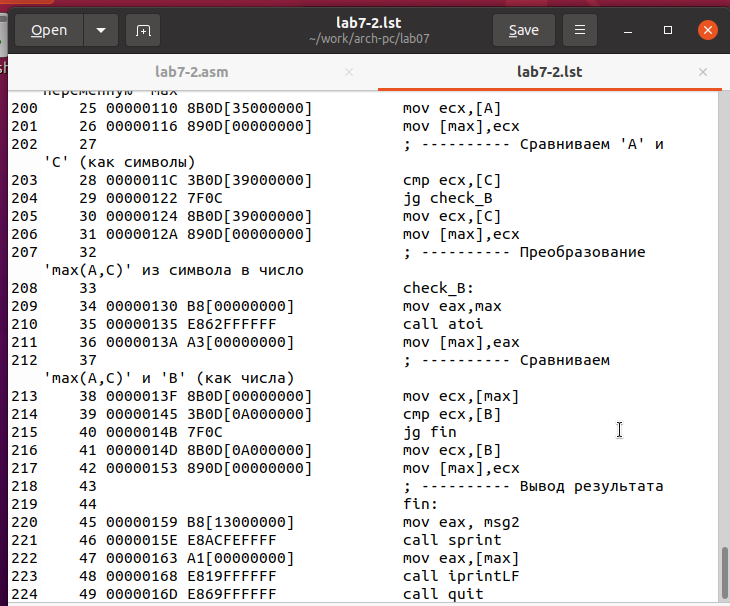 Open
lab7-2.lst
~/work/arch-pc/lab07
Save
lab7-2.asm
lab7-2.lst
переменную 'max'
200 25 00000110 8B0D[35000000] mov ecx,[A]
201 26 00000116 890D[00000000] mov [max],ecx
202 27 ; ---------- Сравниваем 'A' и
'C' (как символы)
203 28 0000011C 3B0D[39000000] cmp ecx,[C]
204 29 00000122 7F0C jg check_B
205 30 00000124 8B0D[39000000] mov ecx,[C]
206 31 0000012A 890D[00000000] mov [max],ecx
207 32 ; ---------- Преобразование
'max(A,C)' из символа в число
208 33 check_B:
209 34 00000130 B8[00000000] mov eax,max
210 35 00000135 E862FFFFFF call atoi
211 36 0000013A A3[00000000] mov [max],eax
212 37 ; ---------- Сравниваем
'max(A,C)' и 'B' (как числа)
213 38 0000013F 8B0D[00000000] mov ecx,[max]
214 39 00000145 3B0D[0A000000] cmp ecx,[B]
215 40 0000014B 7F0C jg fin
216 41 0000014D 8B0D[0A000000] mov ecx,[B]
217 42 00000153 890D[00000000] mov [max],ecx
218 43 ; ---------- Вывод результата
219 44 fin:
220 45 00000159 B8[13000000] mov eax, msg2
221 46 0000015E E8ACFEFFFF call sprint
222 47 00000163 A1[00000000] mov eax,[max]
223 48 00000168 E819FFFFFF call iprintLF
224 49 0000016D E869FFFFFF call quit